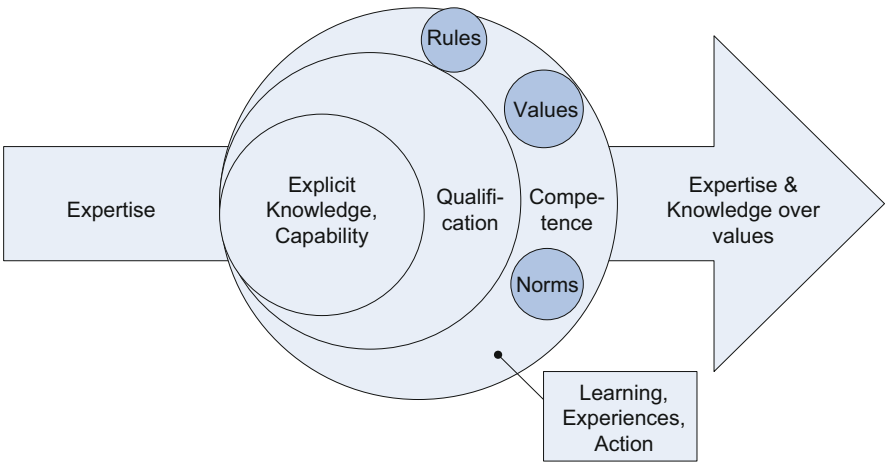 Rules
Values
Expertise
Explicit
Knowledge,
Capability
Qualifi-
cation
Compe-
tence
Expertise &
Knowledge over
values
Norms
Learning,
Experiences,
Action